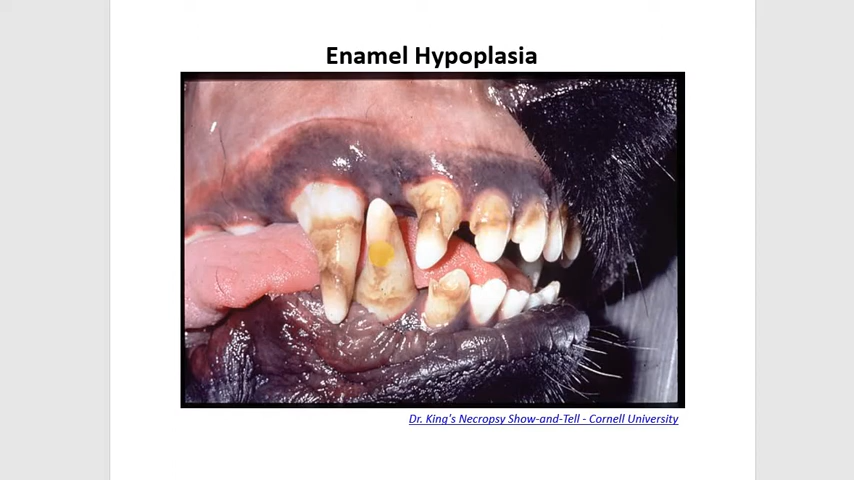 Enamel Hypoplasia
Dr. King's Necropsy Show-and-Tell - Cornell University